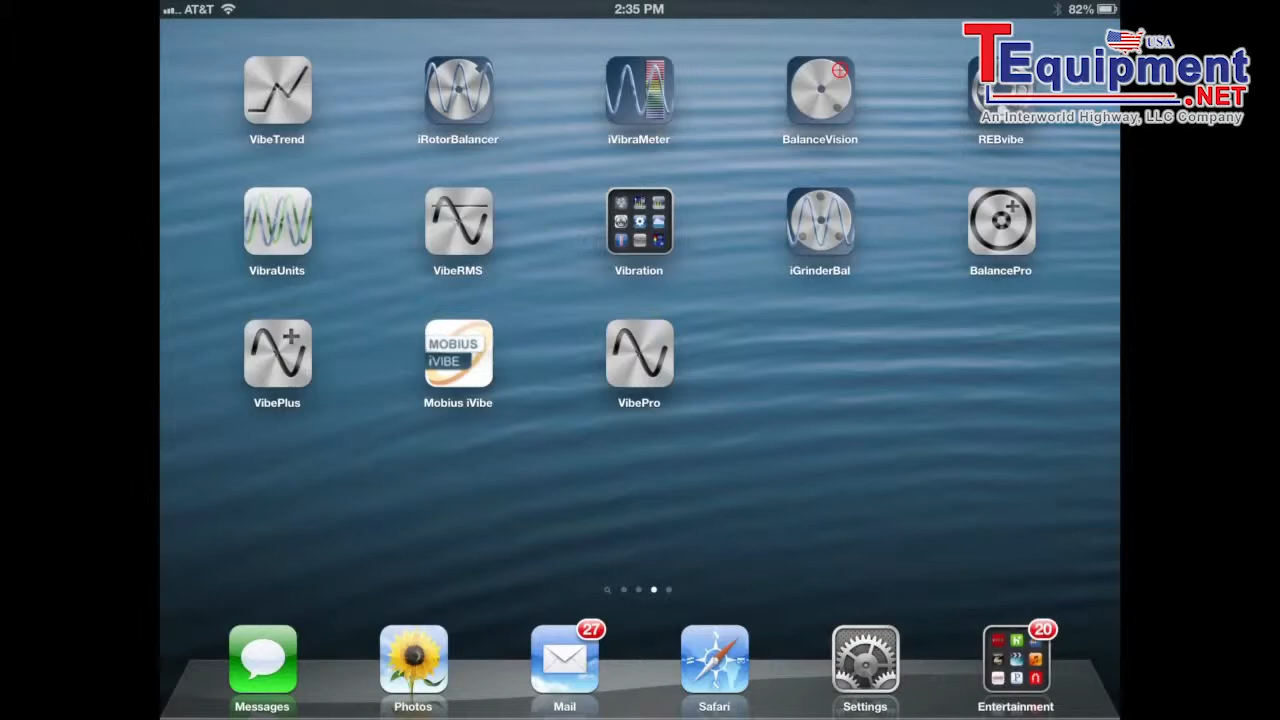 AT&T
2:35 PM
82%
TEquipment
USA
.NET
An Interworld Highway, LLC Company
VibeTrend
iRotorBalancer
iVibraMeter
BalanceVision
REBvibe
VibraUnits
VibeRMS
Vibration
iGrinderBal
BalancePro
MOBIUS
iVIBE
VibePlus
Mobius iVibe
VibePro
27
20
Messages
Photos
Mail
Safari
Settings
Entertainment